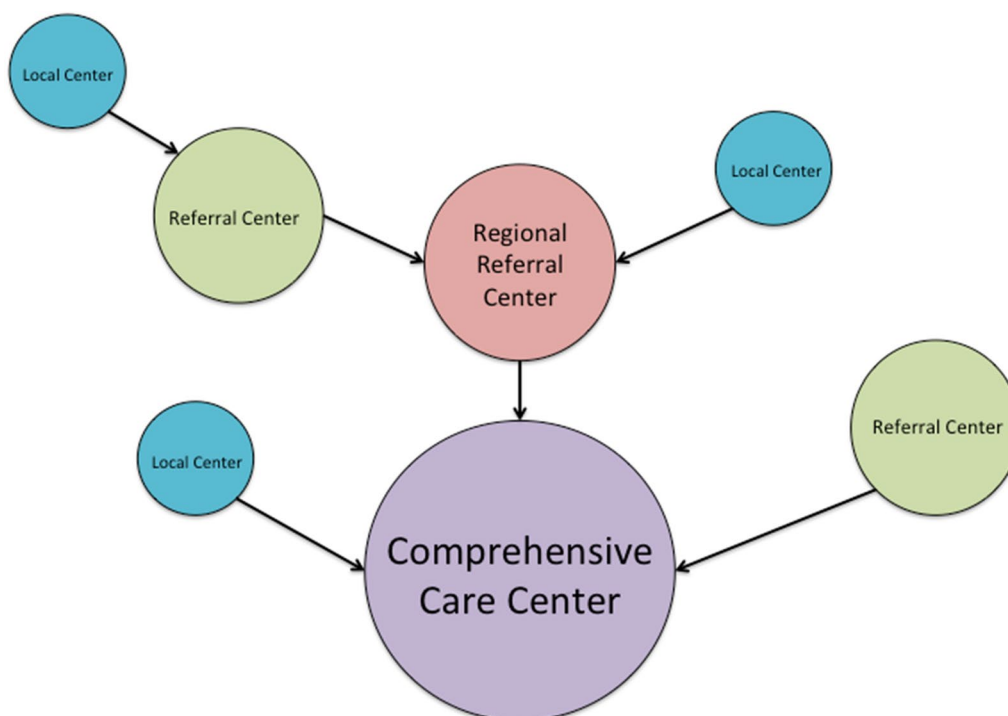 Local Center
Local Center
Referral Center
Regional
Referral
Center
Referral Center
Local Center
Comprehensive
Care Center